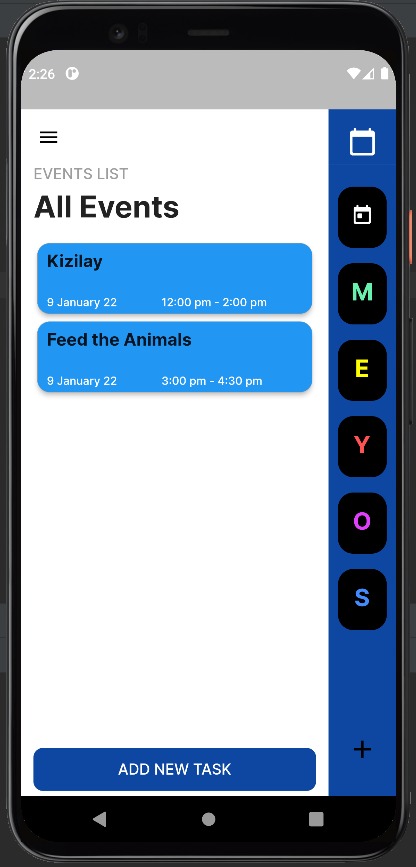 2:26
EVENTS LIST
All Events
Kizilay
9 January 22 12:00 pm - 2:00 pm
Feed the Animals
9 January 22 3:00 pm - 4:30 pm
ADD NEW TASK
M
E
Y
O
S
+